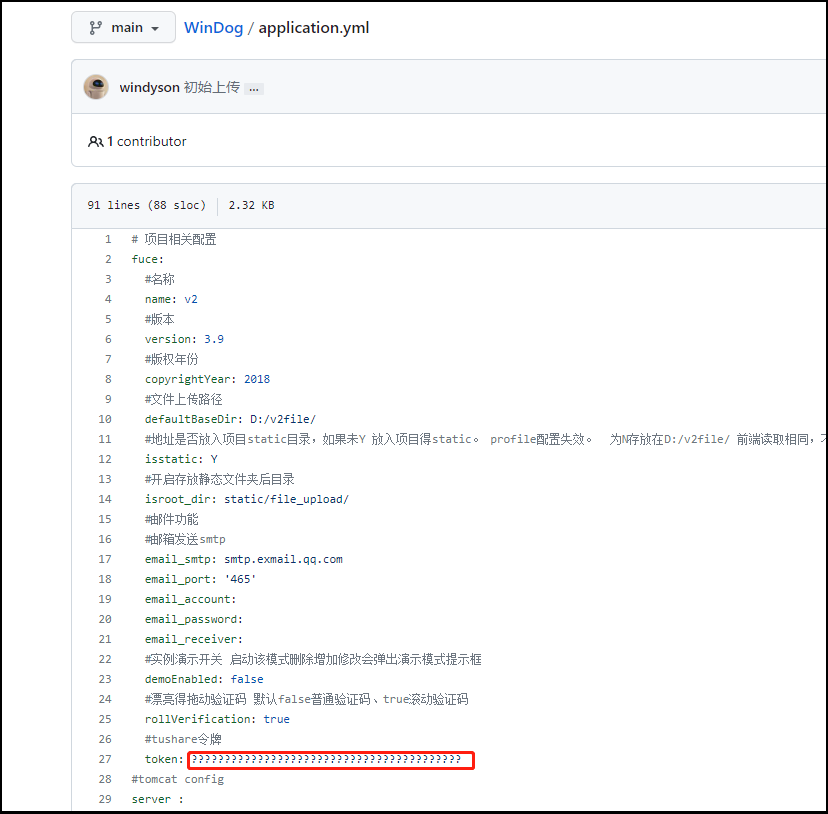 main
WinDog / application.yml
windyson 初始上传 ...
1 contributor
91 lines (88 sloc) 2.32 KB
1 # 项目相关配置
2 fuce:
3 #名称
4 name: v2
5 #版本
6 version: 3.9
7 #版权年份
8 copyrightYear: 2018
9 #文件上传路径
10 defaultBaseDir: D:/v2file/
11 #地址是否放入项目static目录，如果未Y 放入项目得static。 profile配置失效。 为N存放在D:/v2file/ 前端读取相同，
12 isstatic: Y
13 #开启存放静态文件夹后目录
14 isroot_dir: static/file_upload/
15 #邮件功能
16 #邮箱发送smtp
17 email_smtp: smtp.exmail.qq.com
18 email_port: '465'
19 email_account:
20 email_password:
21 email_receiver:
22 #实例演示开关 启动该模式删除增加修改会弹出演示模式提示框
23 demoEnabled: false
24 #漂亮得拖动验证码 默认false普通验证码、true滚动验证码
25 rollVerification: true
26 #tushare令牌
27 token: ?????????????????????????????????????????
28 #tomcat config
29 server :